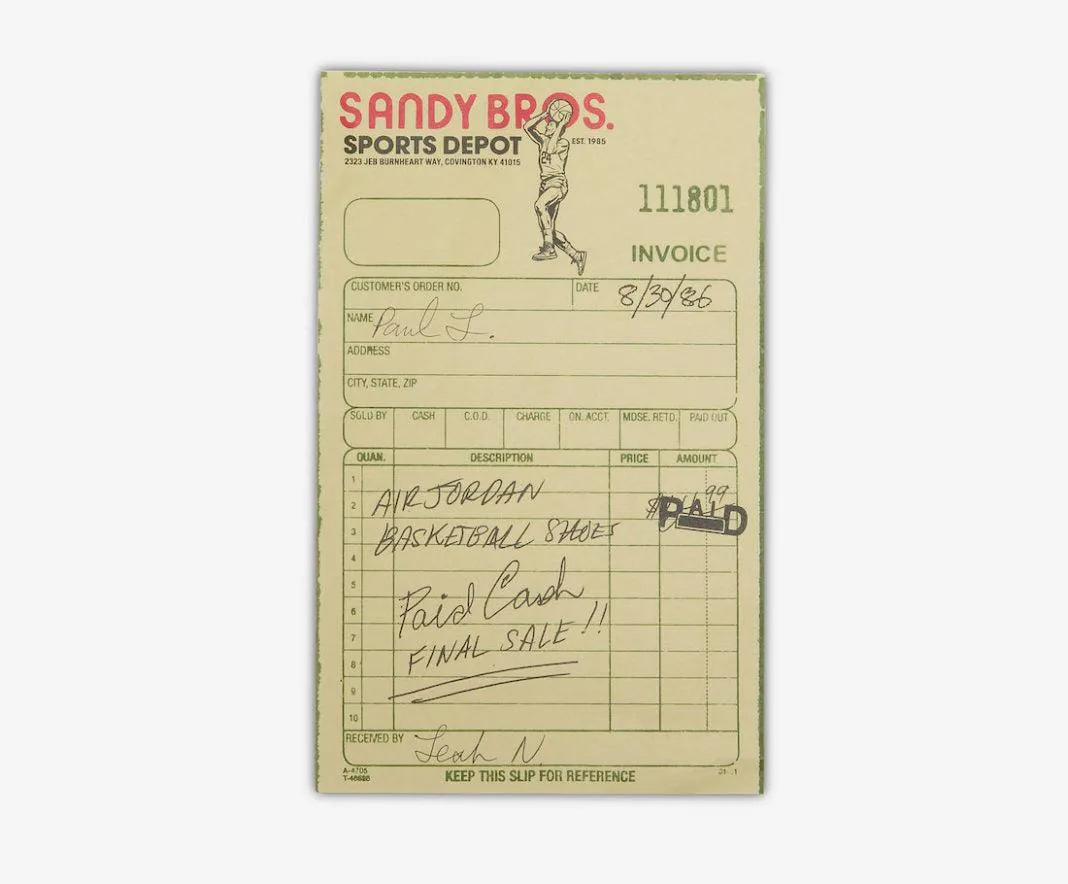 SANDY BROS.
SPORTS DEPOT
EST. 1985
2323 JEB BURNHEART WAY, COVINGTON KY 41015
24
111801
INVOICE
CUSTOMER'S ORDER NO.
DATE 8/30/86
NAME Paul L.
ADDRESS
CITY, STATE, ZIP
SOLD BY CASH C.O.D. CHARGE ON. ACCT. MDSE. RETD. PAID OUT
QUAN. DESCRIPTION PRICE AMOUNT
1
2 AIR JORDAN $ 99
PAID
3 BASKETBALL SHOES
4
5
6 Paid Cash
7
8 FINAL SALE!!
9
10
RECEIVED BY Leah N.
A-4705
KEEP THIS SLIP FOR REFERENCE